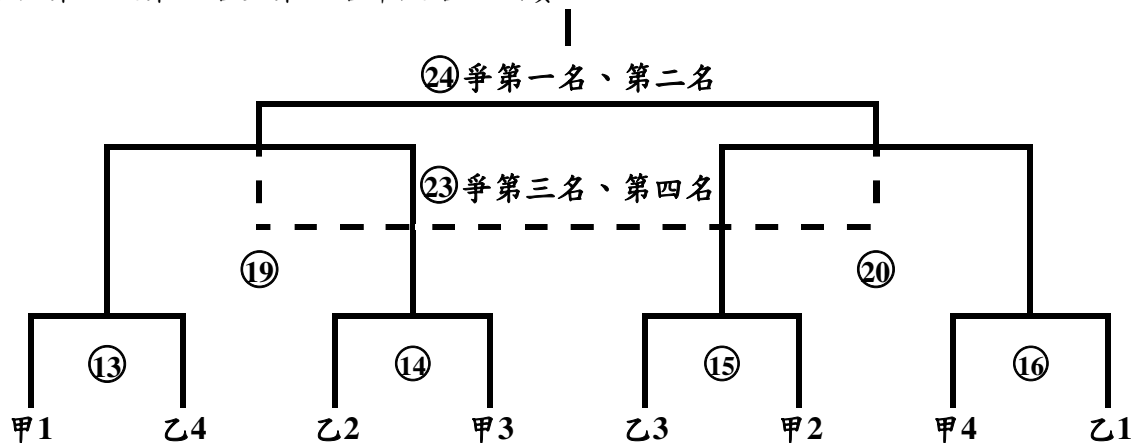 ㉔爭第一名、第二名
㉓爭第三名、第四名
⑲ ⑳
⑬ ⑭ ⑮ ⑯
甲1 乙4 乙2 甲3 乙3 甲2 甲4 乙1